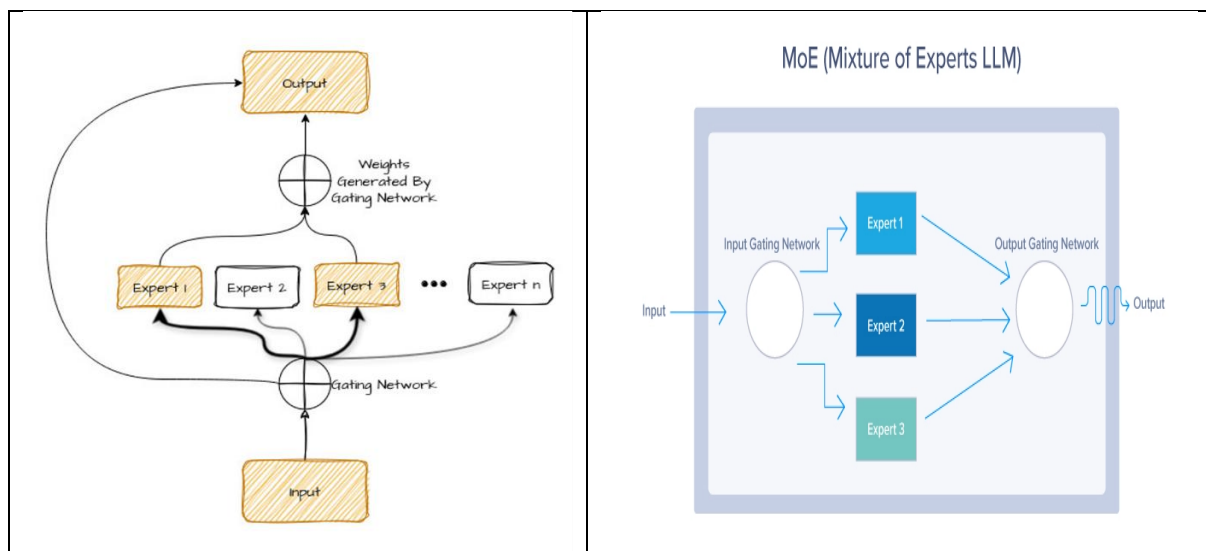 Output
Weights
Generated By
Gating Network
Expert 1
Expert 2
Expert 3
Expert n
Gating Network
Input
MoE (Mixture of Experts LLM)
Expert 1
Input Gating Network
Output Gating Network
Input
Expert 2
Output
Expert 3